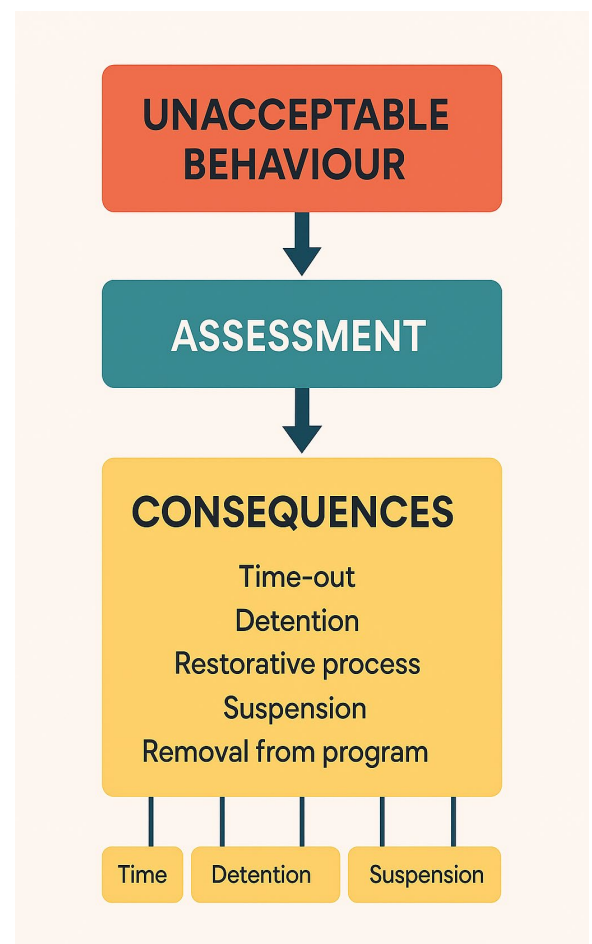 UNACCEPTABLE
BEHAVIOUR
ASSESSMENT
CONSEQUENCES
Time-out
Detention
Restorative process
Suspension
Removal from program
Time
Detention
Suspension